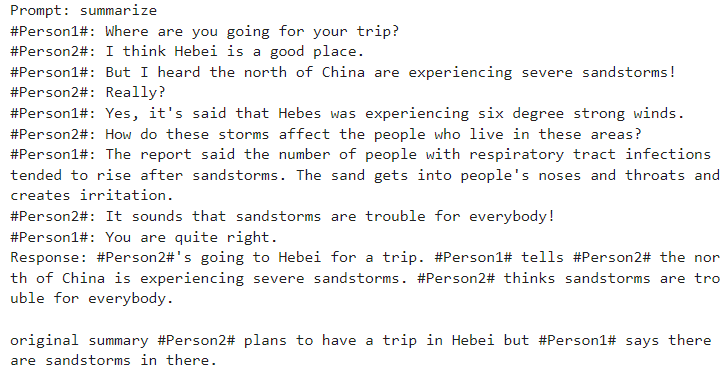 Prompt: summarize
#Person1#: Where are you going for your trip?
#Person2#: I think Hebei is a good place.
#Person1#: But I heard the north of China are experiencing severe sandstorms!
#Person2#: Really?
#Person1#: Yes, it's said that Hebes was experiencing six degree strong winds.
#Person2#: How do these storms affect the people who live in these areas?
#Person1#: The report said the number of people with respiratory tract infections
tended to rise after sandstorms. The sand gets into people's noses and throats and
creates irritation.
#Person2#: It sounds that sandstorms are trouble for everybody!
#Person1#: You are quite right.
Response: #Person2#'s going to Hebei for a trip. #Person1# tells #Person2# the nor
th of China is experiencing severe sandstorms. #Person2# thinks sandstorms are tro
uble for everybody.

original summary #Person2# plans to have a trip in Hebei but #Person1# says there
are sandstorms in there.